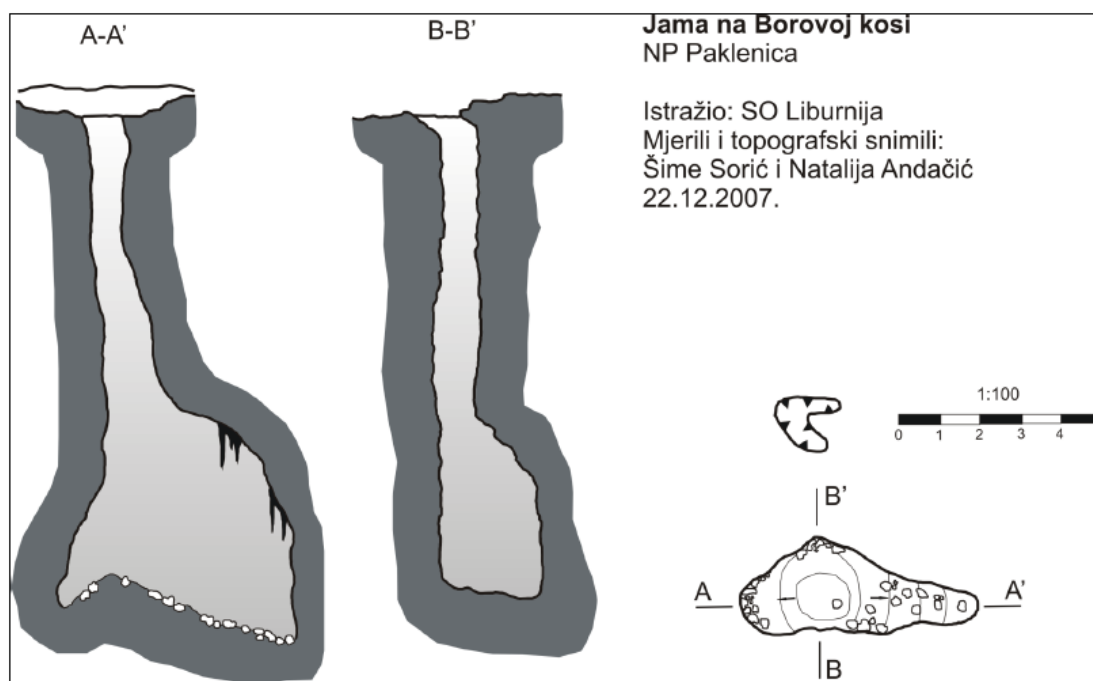 A-A’
B-B’
Jama na Borovoj kosi
NP Paklenica
Istražio: SO Liburnija
Mjerili i topografski snimili:
Šime Sorić i Natalija Andačić
22.12.2007.
1:100
0 1 2 3 4
B’
A A’
B